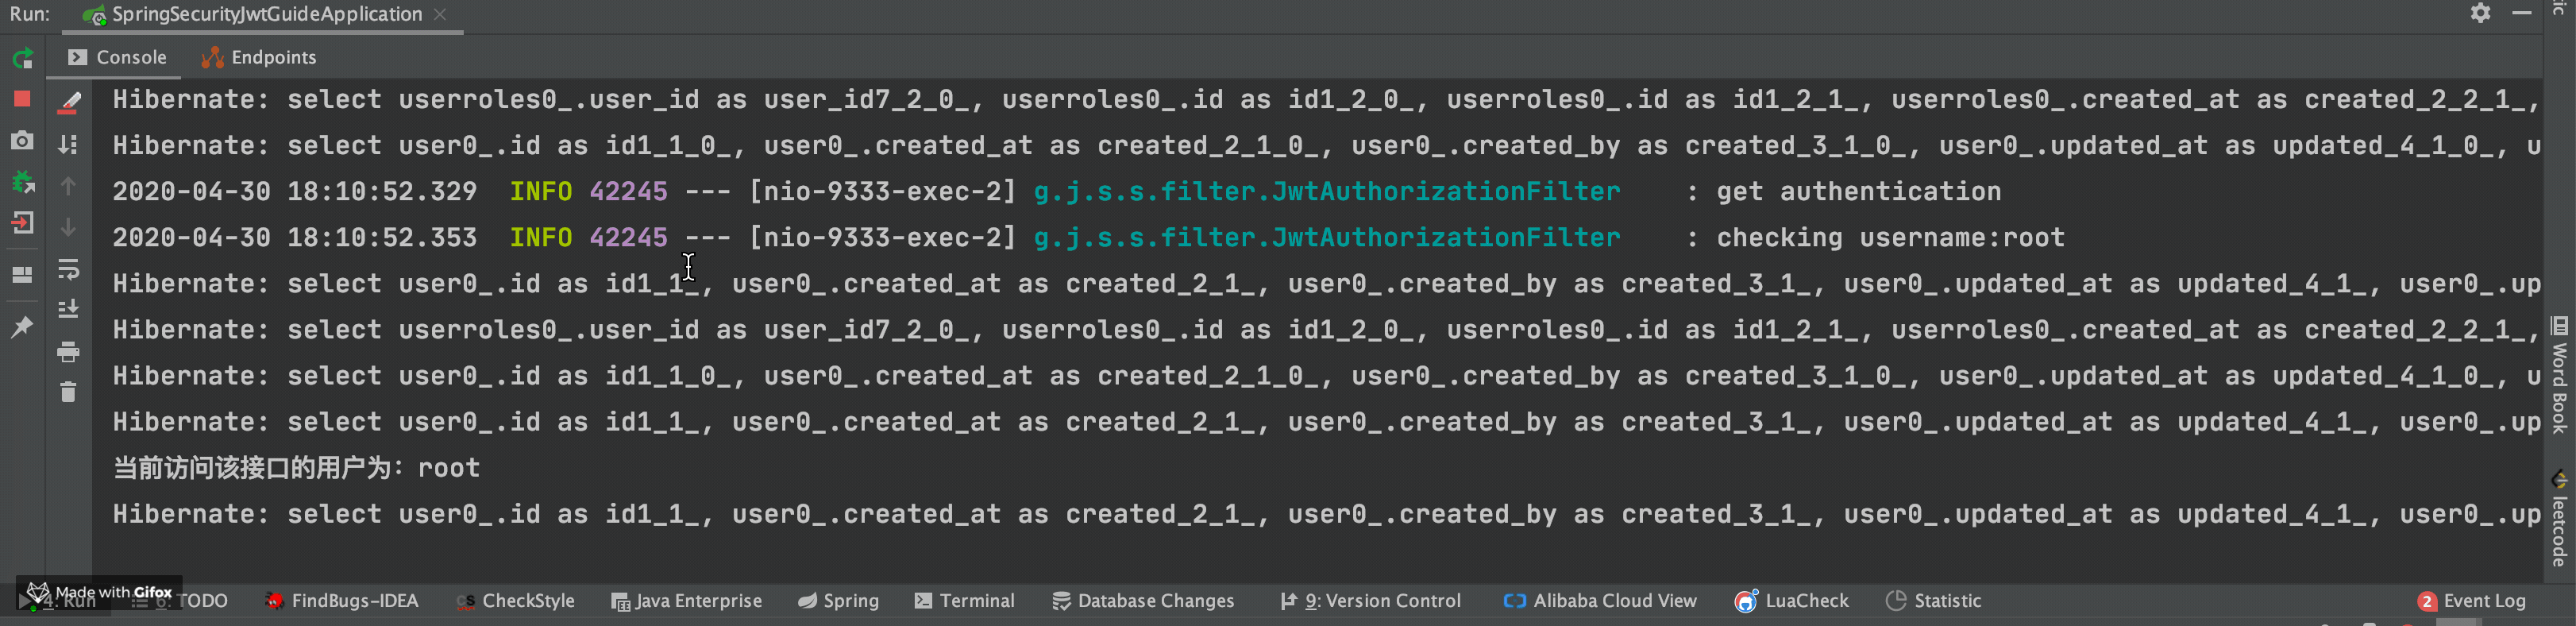 Run: SpringSecurityJwtGuideApplication
Console Endpoints
Hibernate: select userroles0_.user_id as user_id7_2_0_, userroles0_.id as id1_2_0_, userroles0_.id as id1_2_1_, userroles0_.created_at as created_2_2_1_,
Hibernate: select user0_.id as id1_1_0_, user0_.created_at as created_2_1_0_, user0_.created_by as created_3_1_0_, user0_.updated_at as updated_4_1_0_, u
2020-04-30 18:10:52.329  INFO 42245 --- [nio-9333-exec-2] g.j.s.s.filter.JwtAuthorizationFilter    : get authentication
2020-04-30 18:10:52.353  INFO 42245 --- [nio-9333-exec-2] g.j.s.s.filter.JwtAuthorizationFilter    : checking username:root
Hibernate: select user0_.id as id1_1_, user0_.created_at as created_2_1_, user0_.created_by as created_3_1_, user0_.updated_at as updated_4_1_, user0_.up
Hibernate: select userroles0_.user_id as user_id7_2_0_, userroles0_.id as id1_2_0_, userroles0_.id as id1_2_1_, userroles0_.created_at as created_2_2_1_,
Hibernate: select user0_.id as id1_1_0_, user0_.created_at as created_2_1_0_, user0_.created_by as created_3_1_0_, user0_.updated_at as updated_4_1_0_, u
Hibernate: select user0_.id as id1_1_, user0_.created_at as created_2_1_, user0_.created_by as created_3_1_, user0_.updated_at as updated_4_1_, user0_.up
当前访问该接口的用户为：root
Hibernate: select user0_.id as id1_1_, user0_.created_at as created_2_1_, user0_.created_by as created_3_1_, user0_.updated_at as updated_4_1_, user0_.up
Word Book
leetcode
Made with Gifox
4: Run 6: TODO FindBugs-IDEA CheckStyle Java Enterprise Spring Terminal Database Changes 9: Version Control Alibaba Cloud View LuaCheck Statistic 2 Event Log